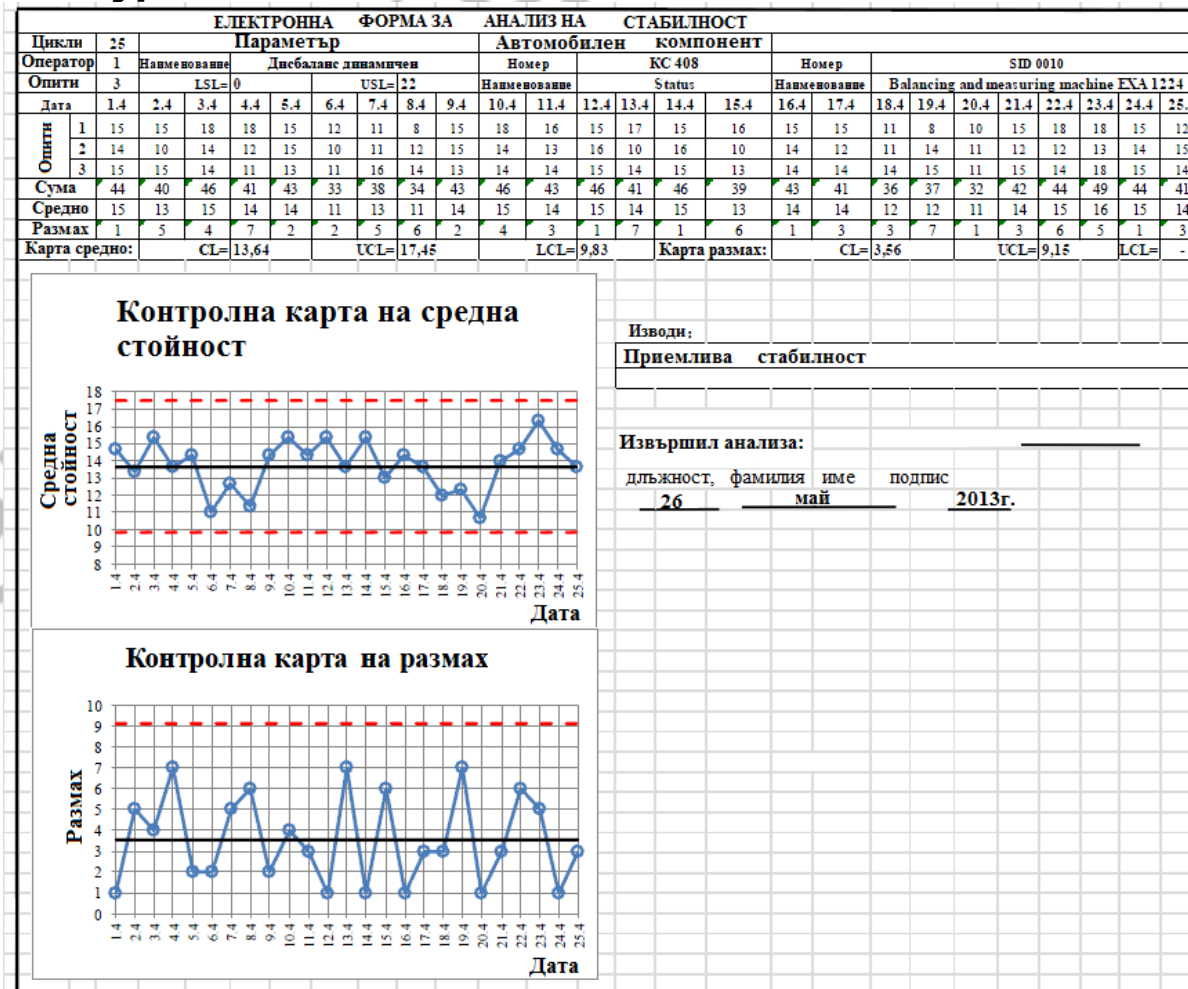 ЕЛЕКТРОННА ФОРМА ЗА АНАЛИЗ НА СТАБИЛНОСТ
Цикли 25 Параметър Автомобилен компонент
Оператор 1 Наименование Дисбаланс динамичен Номер КС 408 Номер SID 0010
Опити 3 LSL= 0 USL= 22 Наименование Status Наименование Balancing and measuring machine EXA 1224
Дата 1.4 2.4 3.4 4.4 5.4 6.4 7.4 8.4 9.4 10.4 11.4 12.4 13.4 14.4 15.4 16.4 17.4 18.4 19.4 20.4 21.4 22.4 23.4 24.4 25.
Опити
1 15 15 18 18 15 12 11 8 15 18 16 15 17 15 16 15 15 11 8 10 15 18 18 15 12
2 14 10 14 12 15 10 11 12 15 14 13 16 10 16 10 14 12 11 14 11 12 12 13 14 15
3 15 15 14 11 13 11 16 14 13 14 14 15 14 15 13 14 14 14 15 11 15 14 18 15 14
Сума 44 40 46 41 43 33 38 34 43 46 43 46 41 46 39 43 41 36 37 32 42 44 49 44 41
Средно 15 13 15 14 14 11 13 11 14 15 14 15 14 15 13 14 14 12 12 11 14 15 16 15 14
Размах 1 5 4 7 2 2 5 6 2 4 3 1 7 1 6 1 3 3 7 1 3 6 5 1 3
Карта средно: CL= 13,64 UCL= 17,45 LCL= 9,83 Карта размах: CL= 3,56 UCL= 9,15 LCL= -
Контролна карта на средна
стойност
Средна
стойност
18
17
16
15
14
13
12
11
10
9
8
1.4 2.4 3.4 4.4 5.4 6.4 7.4 8.4 9.4 10.4 11.4 12.4 13.4 14.4 15.4 16.4 17.4 18.4 19.4 20.4 21.4 22.4 23.4 24.4 25.4
Дата
Изводи:
Приемлива стабилност
Извършил анализа:
длъжност, фамилия име подпис
26 май 2013г.
Контролна карта на размах
Размах
10
9
8
7
6
5
4
3
2
1
0
1.4 2.4 3.4 4.4 5.4 6.4 7.4 8.4 9.4 10.4 11.4 12.4 13.4 14.4 15.4 16.4 17.4 18.4 19.4 20.4 21.4 22.4 23.4 24.4 25.4
Дата